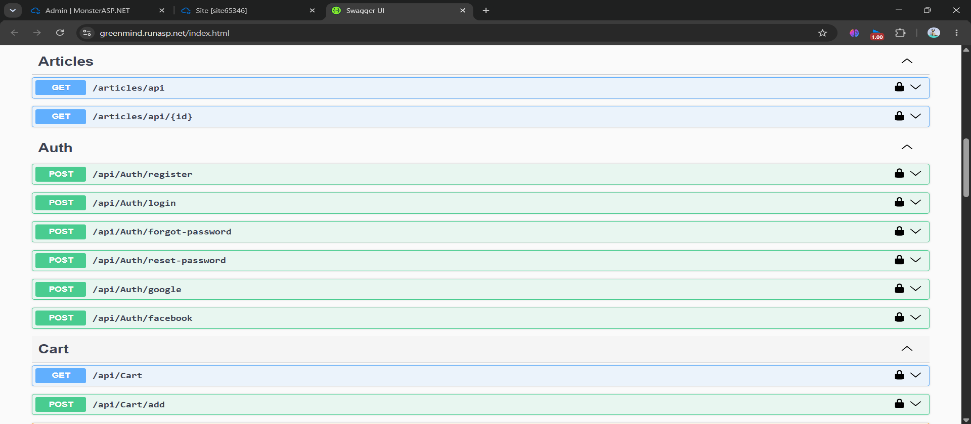 Admin | MonsterASP.NET
Site [site65346]
Swagger UI
greenmind.runasp.net/index.html
1.00
Articles
GET /articles/api
GET /articles/api/{id}
Auth
POST /api/Auth/register
POST /api/Auth/login
POST /api/Auth/forgot-password
POST /api/Auth/reset-password
POST /api/Auth/google
POST /api/Auth/facebook
Cart
GET /api/Cart
POST /api/Cart/add